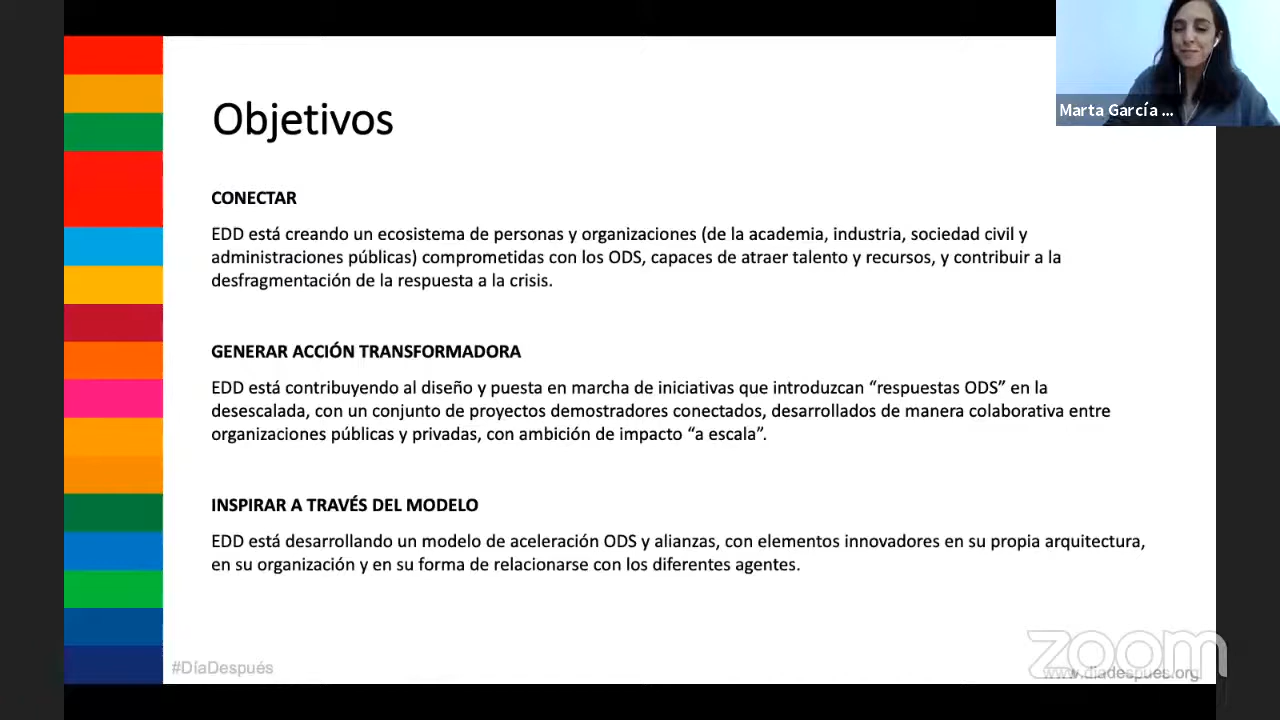 Marta García ...
Objetivos
CONECTAR
EDD está creando un ecosistema de personas y organizaciones (de la academia, industria, sociedad civil y
administraciones públicas) comprometidas con los ODS, capaces de atraer talento y recursos, y contribuir a la
desfragmentación de la respuesta a la crisis.
GENERAR ACCIÓN TRANSFORMADORA
EDD está contribuyendo al diseño y puesta en marcha de iniciativas que introduzcan “respuestas ODS” en la
desescalada, con un conjunto de proyectos demostradores conectados, desarrollados de manera colaborativa entre
organizaciones públicas y privadas, con ambición de impacto “a escala”.
INSPIRAR A TRAVÉS DEL MODELO
EDD está desarrollando un modelo de aceleración ODS y alianzas, con elementos innovadores en su propia arquitectura,
en su organización y en su forma de relacionarse con los diferentes agentes.
#DíaDespués
zoom
www.diadespues.org